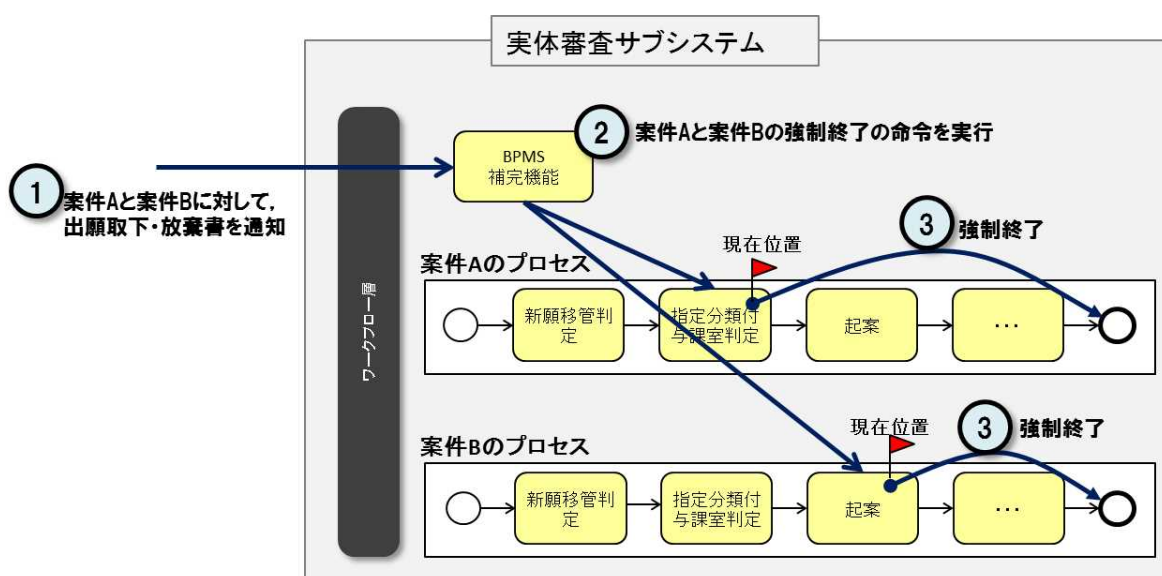 実体審査サブシステム
1
案件Aと案件Bに対して,
出願取下・放棄書を通知
ワークフロー層
BPMS
補完機能
2
案件Aと案件Bの強制終了の命令を実行
3
強制終了
現在位置
案件Aのプロセス
新願移管判
定
指定分類付
与課室判定
起案
…
3
強制終了
現在位置
案件Bのプロセス
新願移管判
定
指定分類付
与課室判定
起案
…